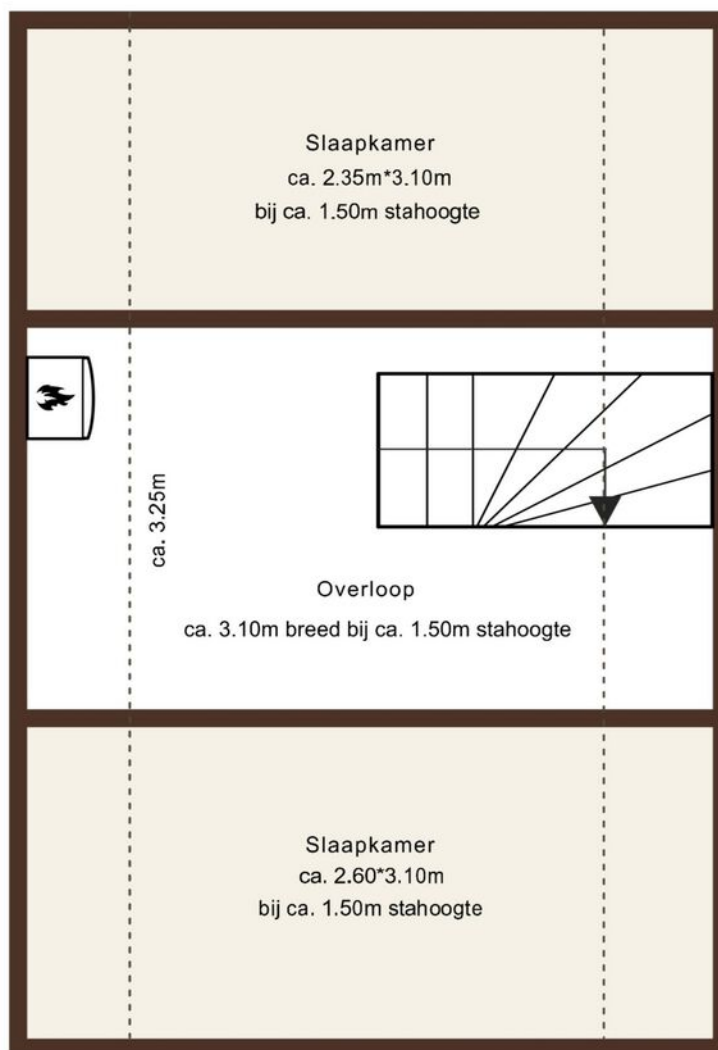 Slaapkamer
ca. 2.35m*3.10m
bij ca. 1.50m stahoogte
ca. 3.25m
Overloop
ca. 3.10m breed bij ca. 1.50m stahoogte
Slaapkamer
ca. 2.60*3.10m
bij ca. 1.50m stahoogte